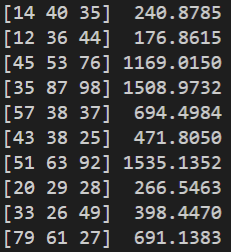 [14 40 35]  240.8785
[12 36 44]  176.8615
[45 53 76] 1169.0150
[35 87 98] 1508.9732
[57 38 37]  694.4984
[43 38 25]  471.8050
[51 63 92] 1535.1352
[20 29 28]  266.5463
[33 26 49]  398.4470
[79 61 27]  691.1383